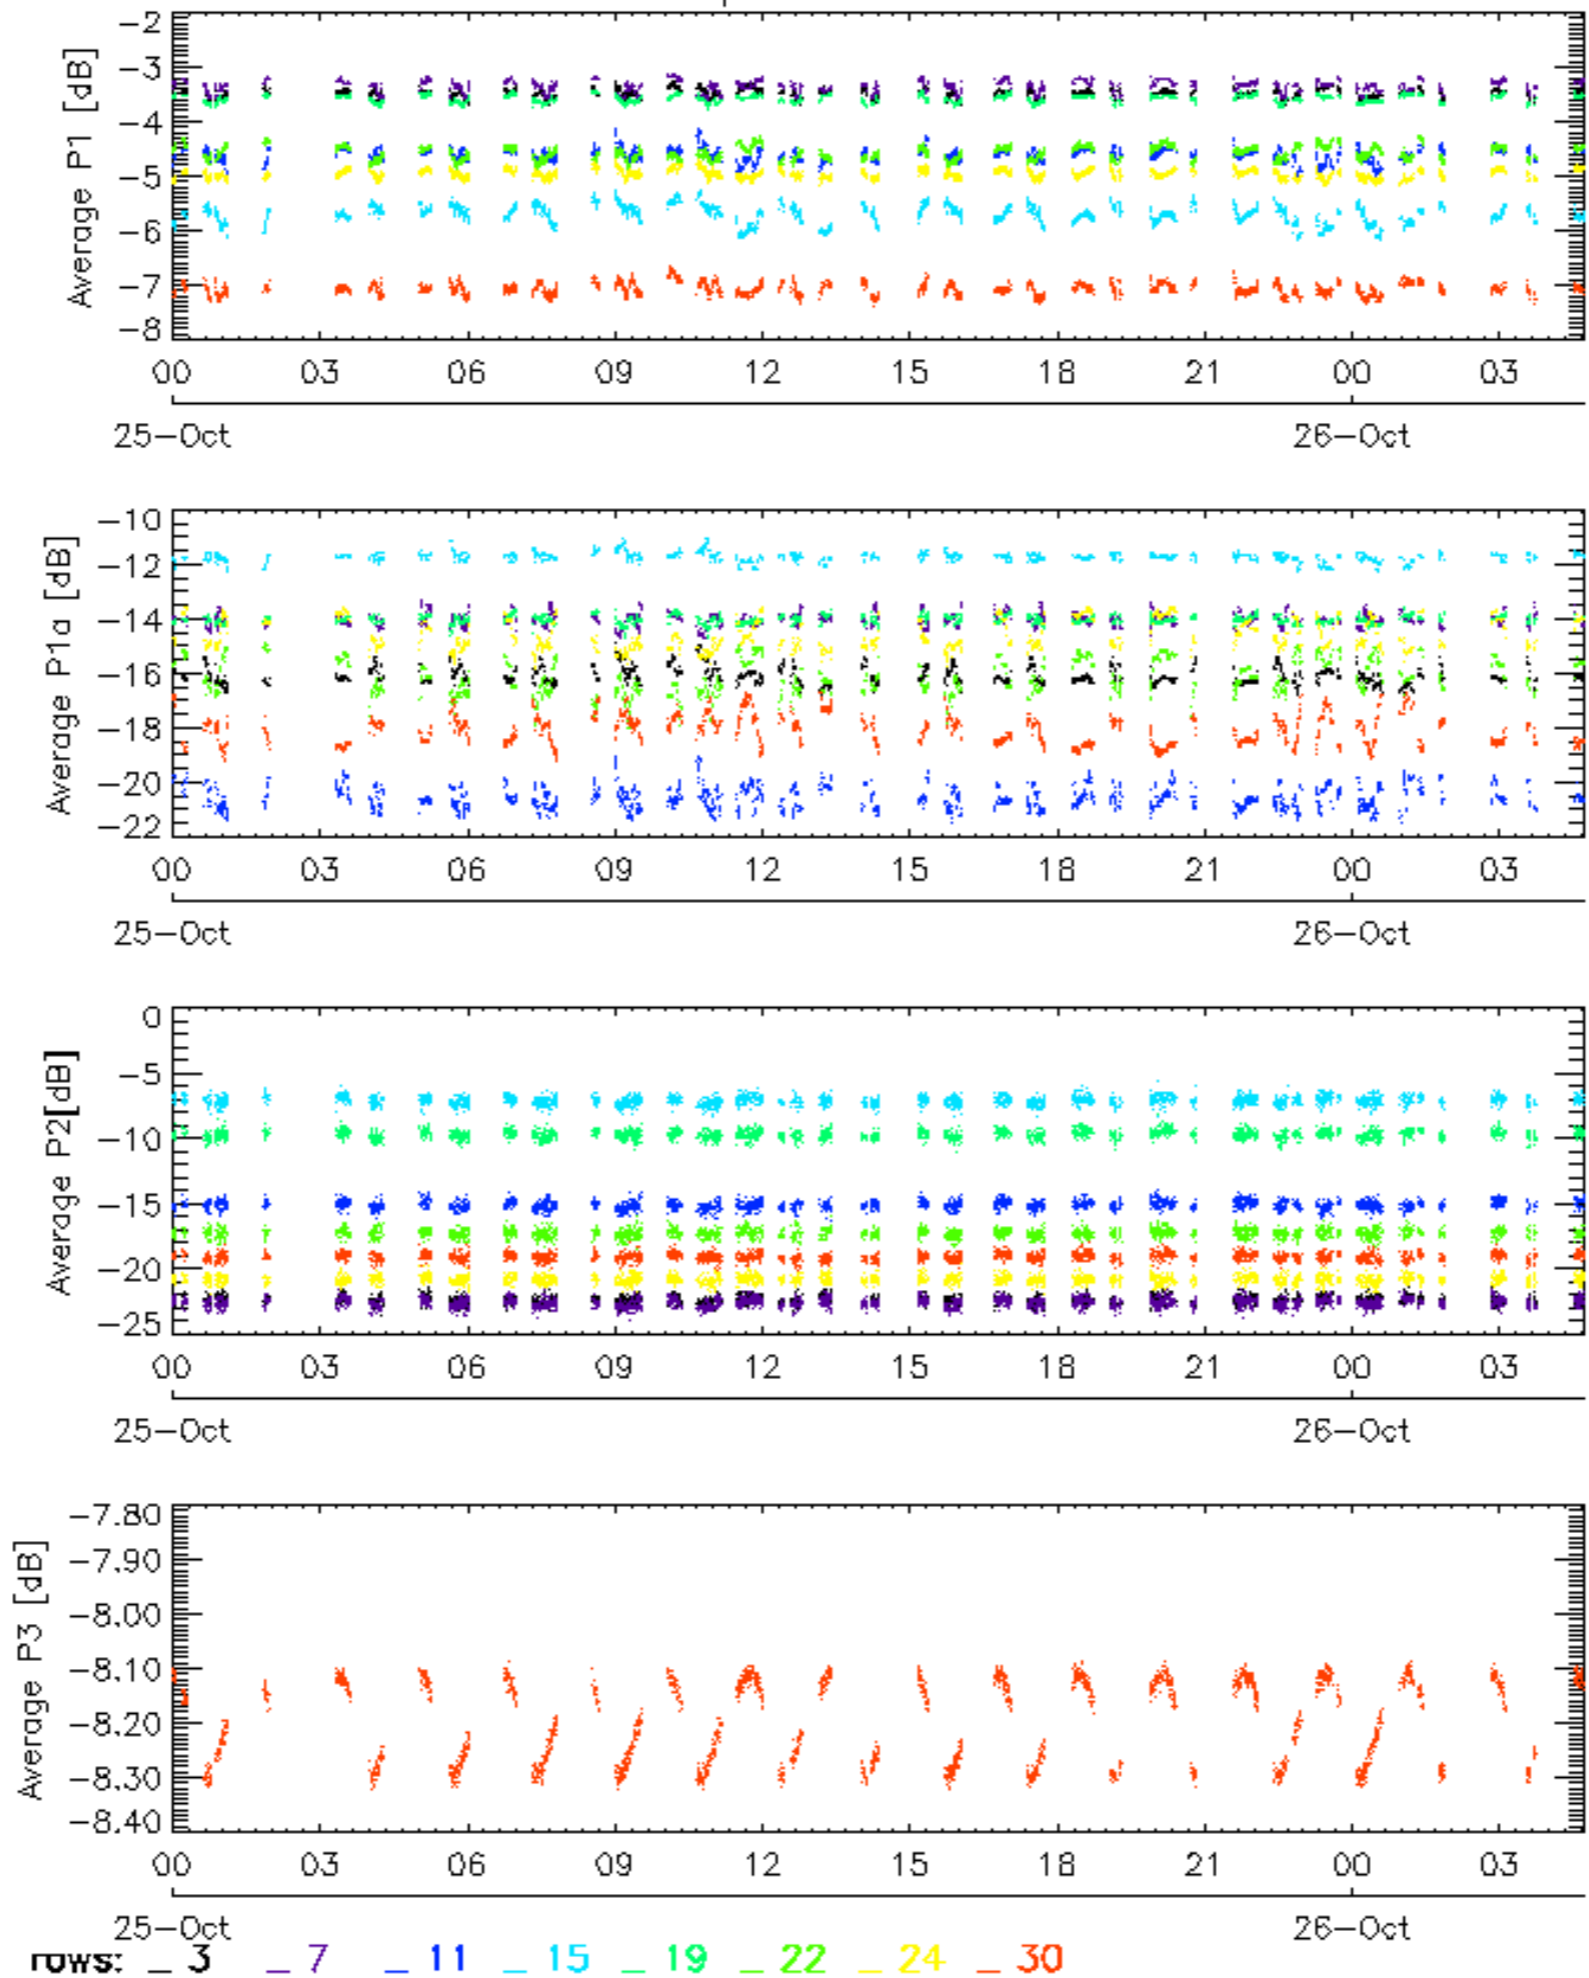 Average P1 [dB]
-2
-3
-4
-5
-6
-7
-8
00 03 06 09 12 15 18 21 00 03
25-Oct 26-Oct
Average P1a [dB]
-10
-12
-14
-16
-18
-20
-22
00 03 06 09 12 15 18 21 00 03
25-Oct 26-Oct
Average P2[dB]
0
-5
-10
-15
-20
-25
00 03 06 09 12 15 18 21 00 03
25-Oct 26-Oct
Average P3 [dB]
-7.80
-7.90
-8.00
-8.10
-8.20
-8.30
-8.40
00 03 06 09 12 15 18 21 00 03
25-Oct 26-Oct
rows: _ 3 _ 7 _ 11 _ 15 _ 19 _ 22 _ 24 _ 30